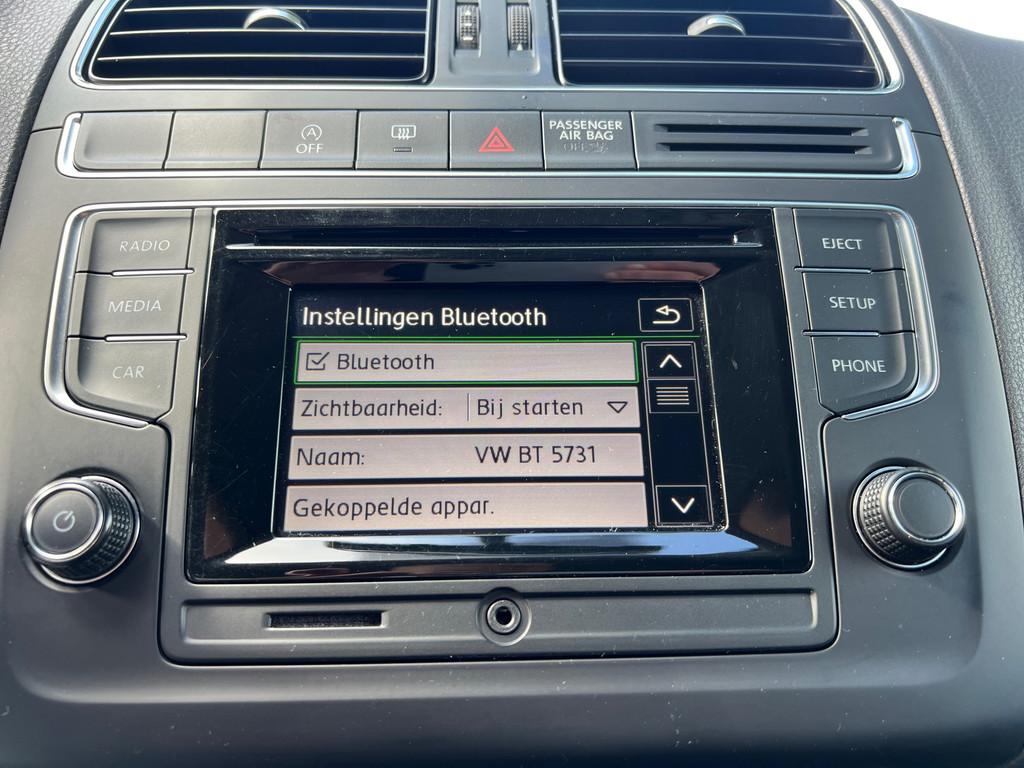 A
OFF
PASSENGER
AIR BAG
OFF
RADIO
MEDIA
CAR
Instellingen Bluetooth
Bluetooth
Zichtbaarheid: Bij starten
Naam: VW BT 5731
Gekoppelde appar.
EJECT
SETUP
PHONE